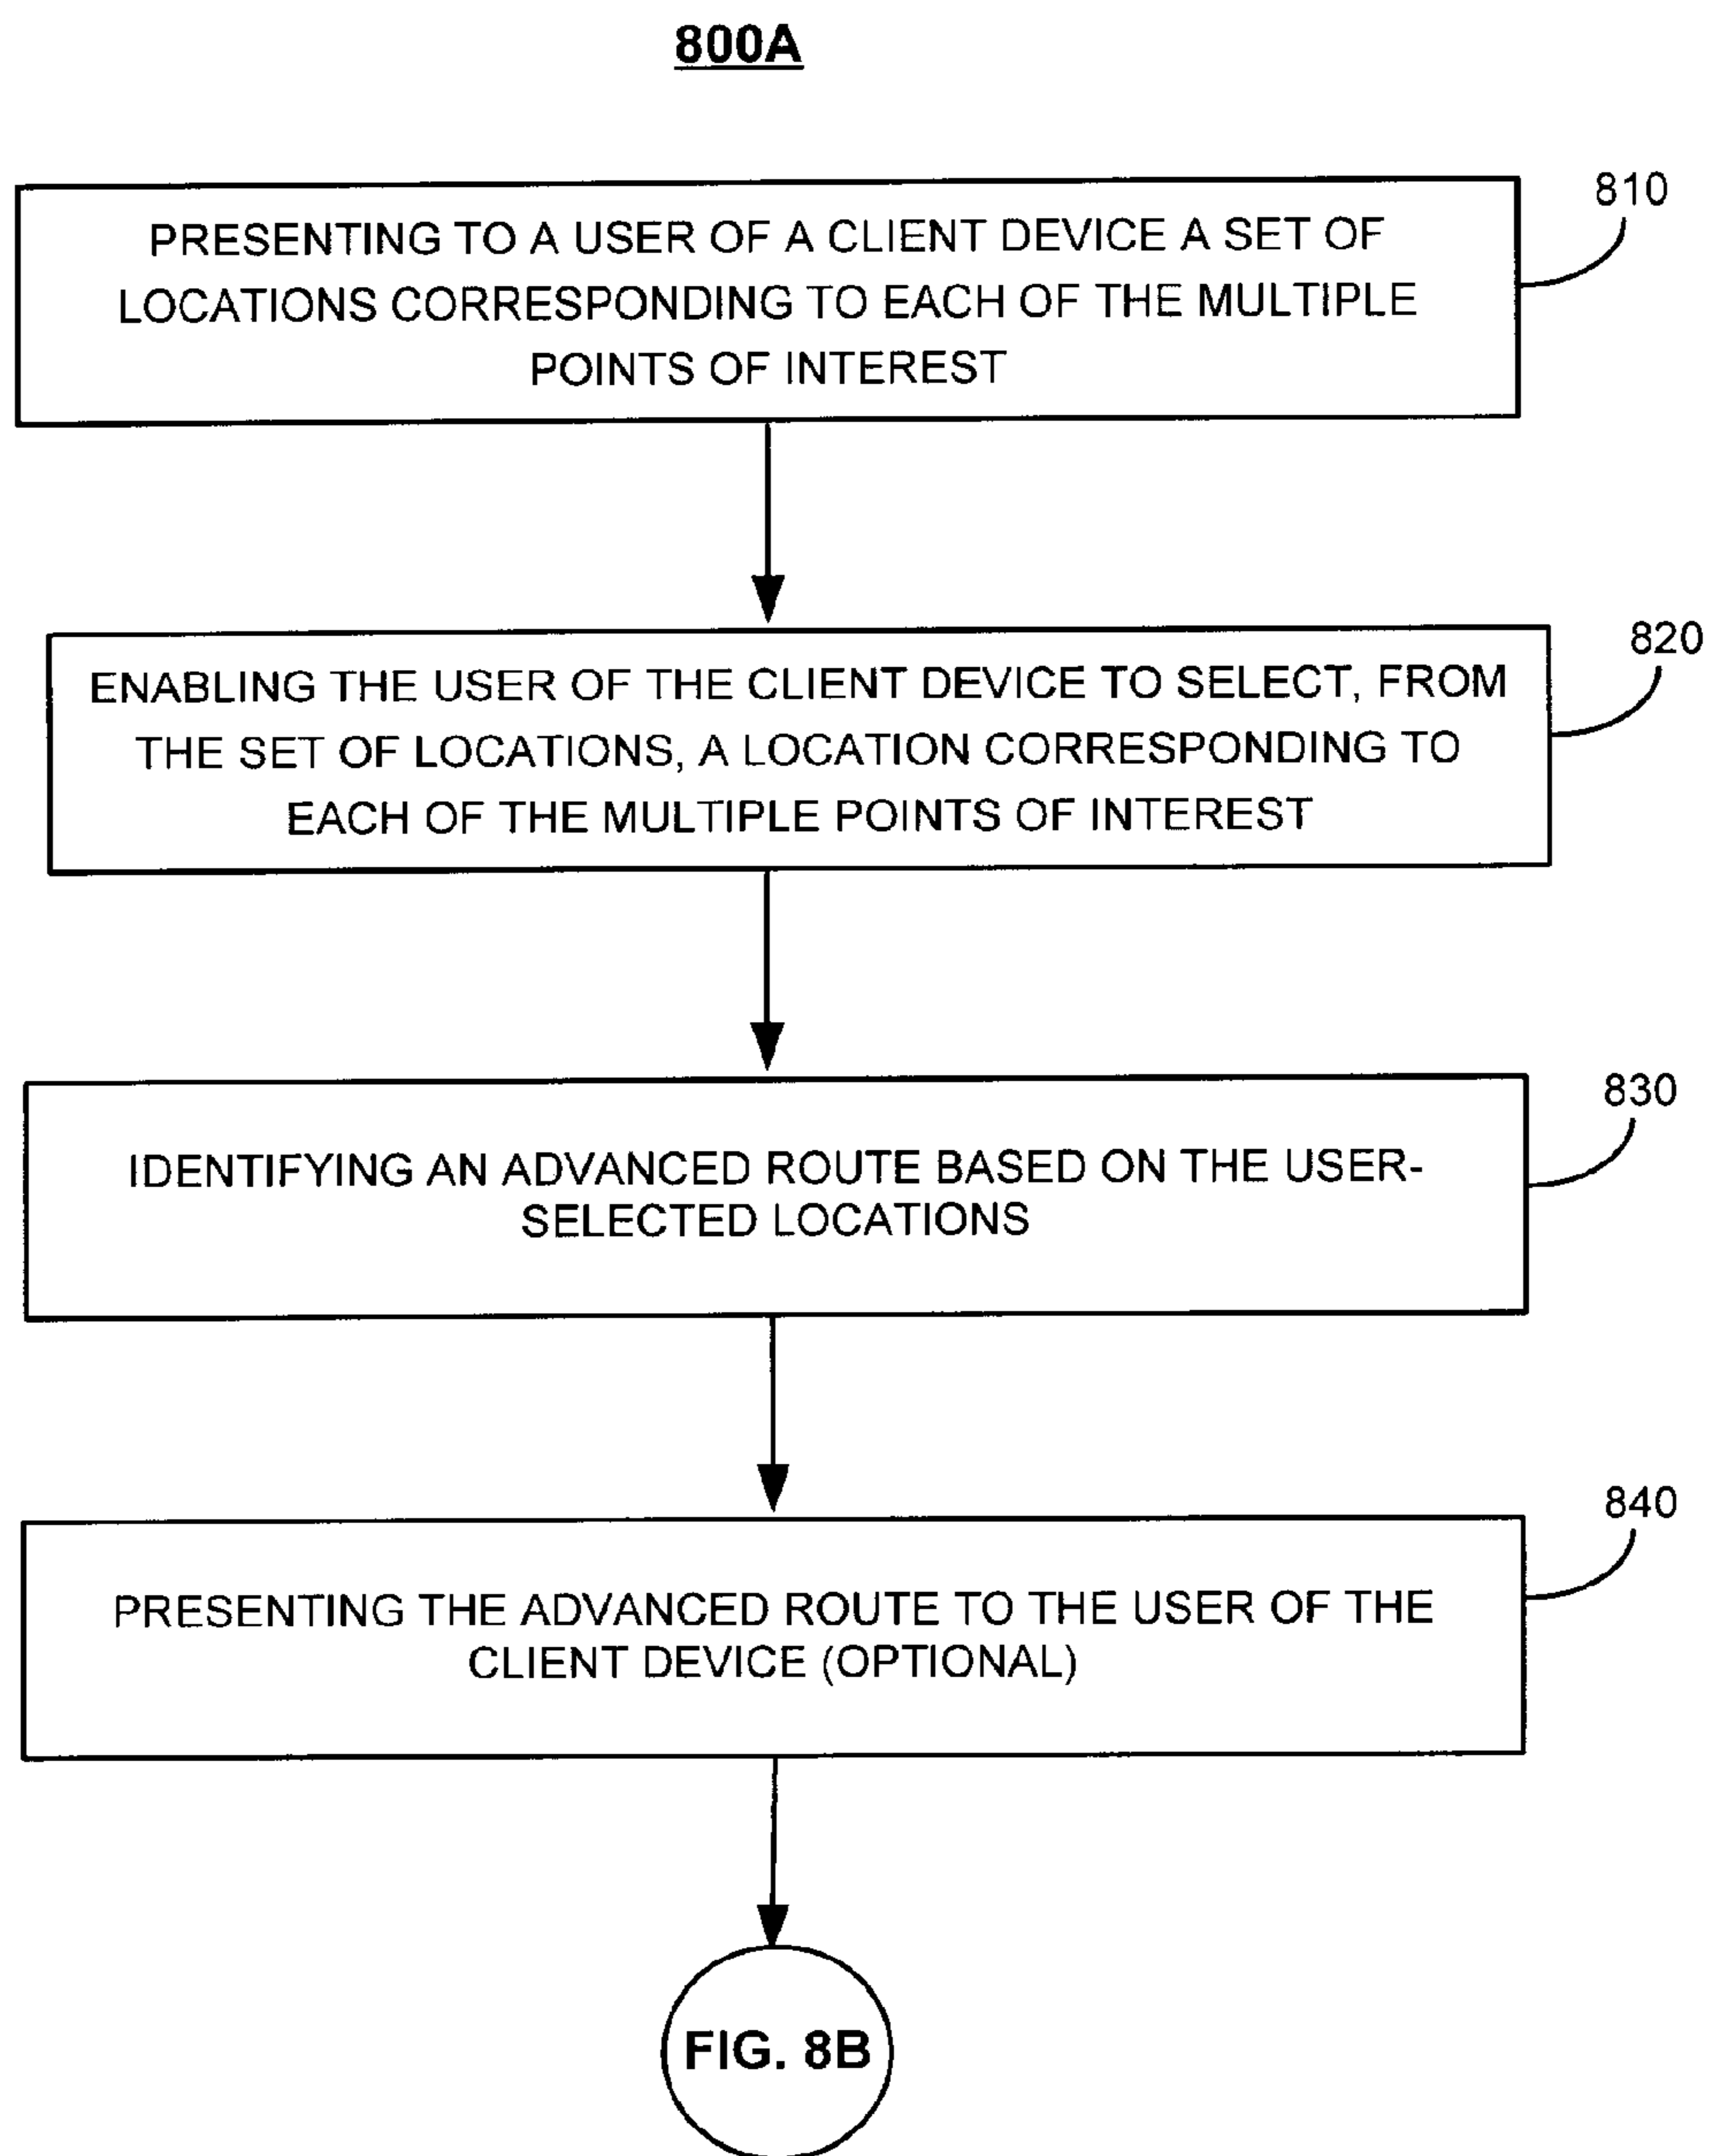 800A
810
PRESENTING TO A USER OF A CLIENT DEVICE A SET OF
LOCATIONS CORRESPONDING TO EACH OF THE MULTIPLE
POINTS OF INTEREST
820
ENABLING THE USER OF THE CLIENT DEVICE TO SELECT, FROM
THE SET OF LOCATIONS, A LOCATION CORRESPONDING TO
EACH OF THE MULTIPLE POINTS OF INTEREST
830
IDENTIFYING AN ADVANCED ROUTE BASED ON THE USER-
SELECTED LOCATIONS
840
PRESENTING THE ADVANCED ROUTE TO THE USER OF THE
CLIENT DEVICE (OPTIONAL)
FIG. 8B